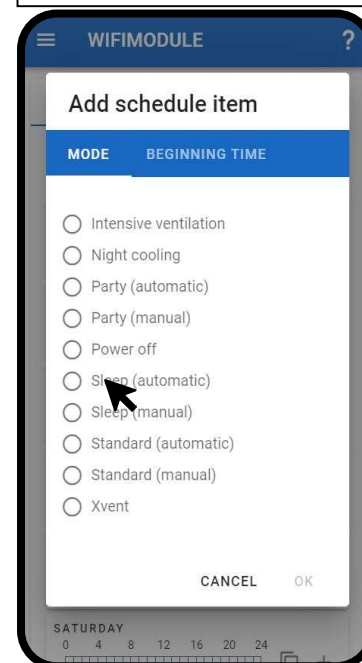 WIFIMODULE ?
Add schedule item
MODE BEGINNING TIME
Intensive ventilation
Night cooling
Party (automatic)
Party (manual)
Power off
Sleep (automatic)
Sleep (manual)
Standard (automatic)
Standard (manual)
Xvent
CANCEL OK
SATURDAY
0 4 8 12 16 20 24